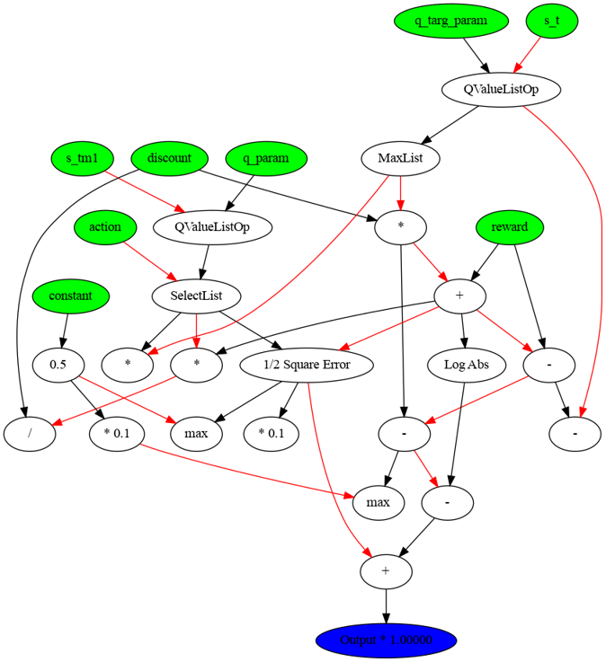 q_targ_param
s_t
QValueListOp
s_tm1
discount
q_param
MaxList
action
QValueListOp
*
reward
constant
SelectList
+
0.5
*
*
1/2 Square Error
Log Abs
-
/
* 0.1
max
* 0.1
-
-
max
-
+
Output * 1.00000